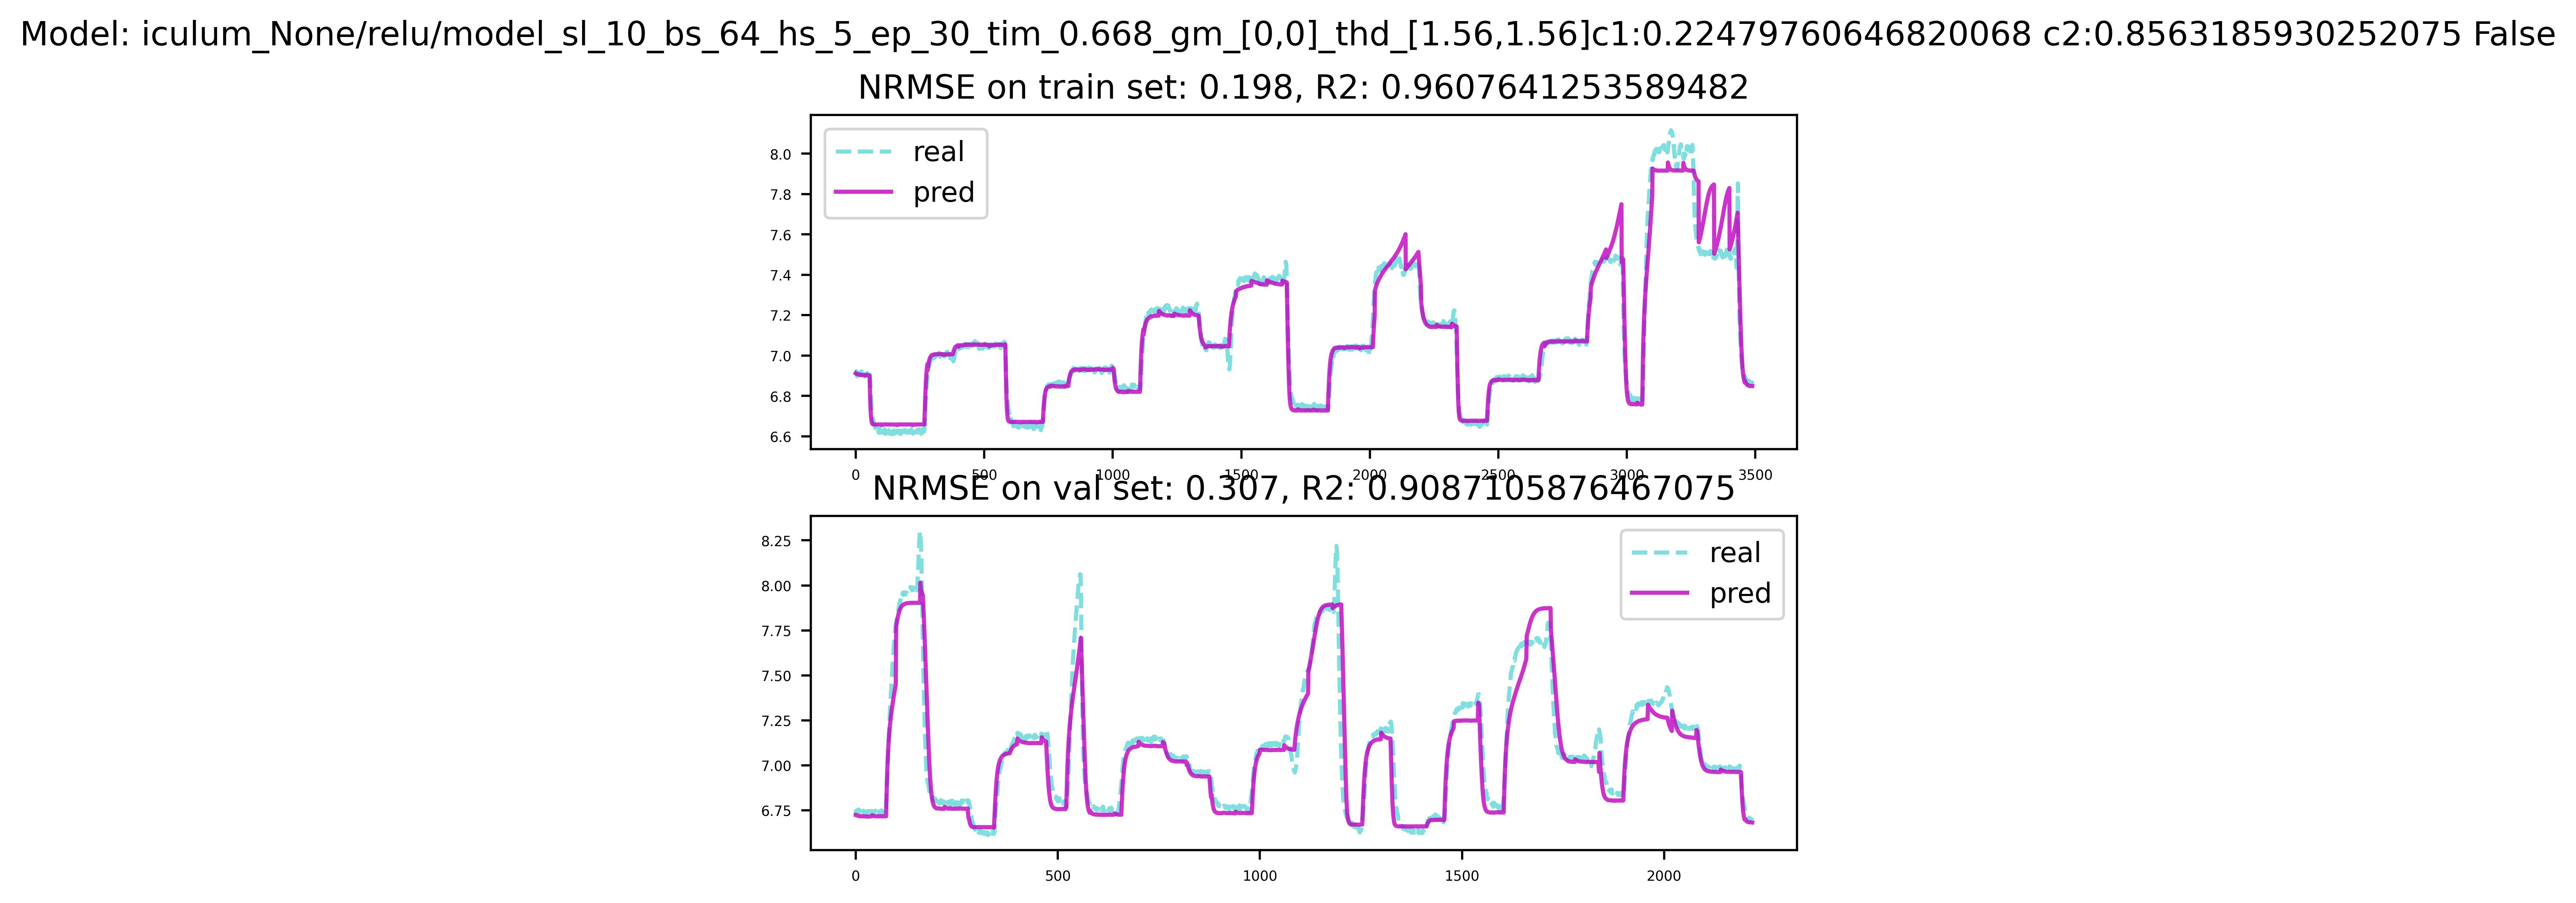 Model: iculum_None/relu/model_sl_10_bs_64_hs_5_ep_30_tim_0.668_gm_[0,0]_thd_[1.56,1.56]c1:0.22479760646820068 c2:0.8563185930252075 False
NRMSE on train set: 0.198, R2: 0.9607641253589482
real
pred
8.0
7.8
7.6
7.4
7.2
7.0
6.8
6.6
0 500 1000 1500 2000 2500 3000 3500
NRMSE on val set: 0.307, R2: 0.9087105876467075
real
pred
8.25
8.00
7.75
7.50
7.25
7.00
6.75
0 500 1000 1500 2000